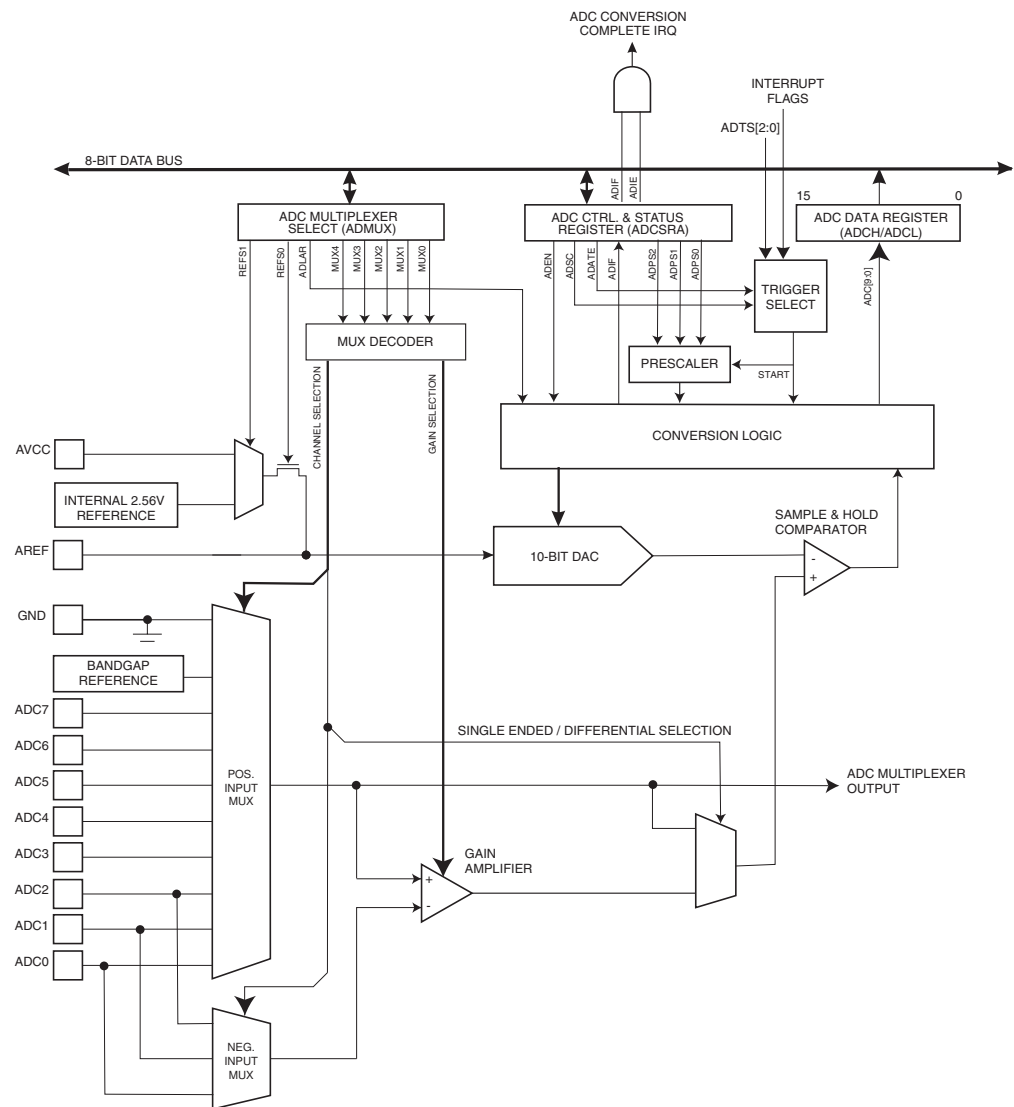 ADC CONVERSION
COMPLETE IRQ
INTERRUPT
FLAGS
ADTS[2:0]
8-BIT DATA BUS
ADIF
ADIE
15
0
ADC MULTIPLEXER
SELECT (ADMUX)
ADC CTRL. & STATUS
REGISTER (ADCSRA)
ADC DATA REGISTER
(ADCH/ADCL)
REFS1
REFS0
ADLAR
MUX4
MUX3
MUX2
MUX1
MUX0
ADEN
ADSC
ADATE
ADIF
ADPS2
ADPS1
ADPS0
ADC[9:0]
TRIGGER
SELECT
MUX DECODER
PRESCALER
START
CHANNEL SELECTION
GAIN SELECTION
CONVERSION LOGIC
AVCC
INTERNAL 2.56V
REFERENCE
SAMPLE & HOLD
COMPARATOR
AREF
10-BIT DAC
-
+
GND
BANDGAP
REFERENCE
ADC7
SINGLE ENDED / DIFFERENTIAL SELECTION
ADC6
ADC5
POS.
INPUT
MUX
ADC MULTIPLEXER
OUTPUT
ADC4
ADC3
GAIN
AMPLIFIER
+
-
ADC2
ADC1
ADC0
NEG.
INPUT
MUX